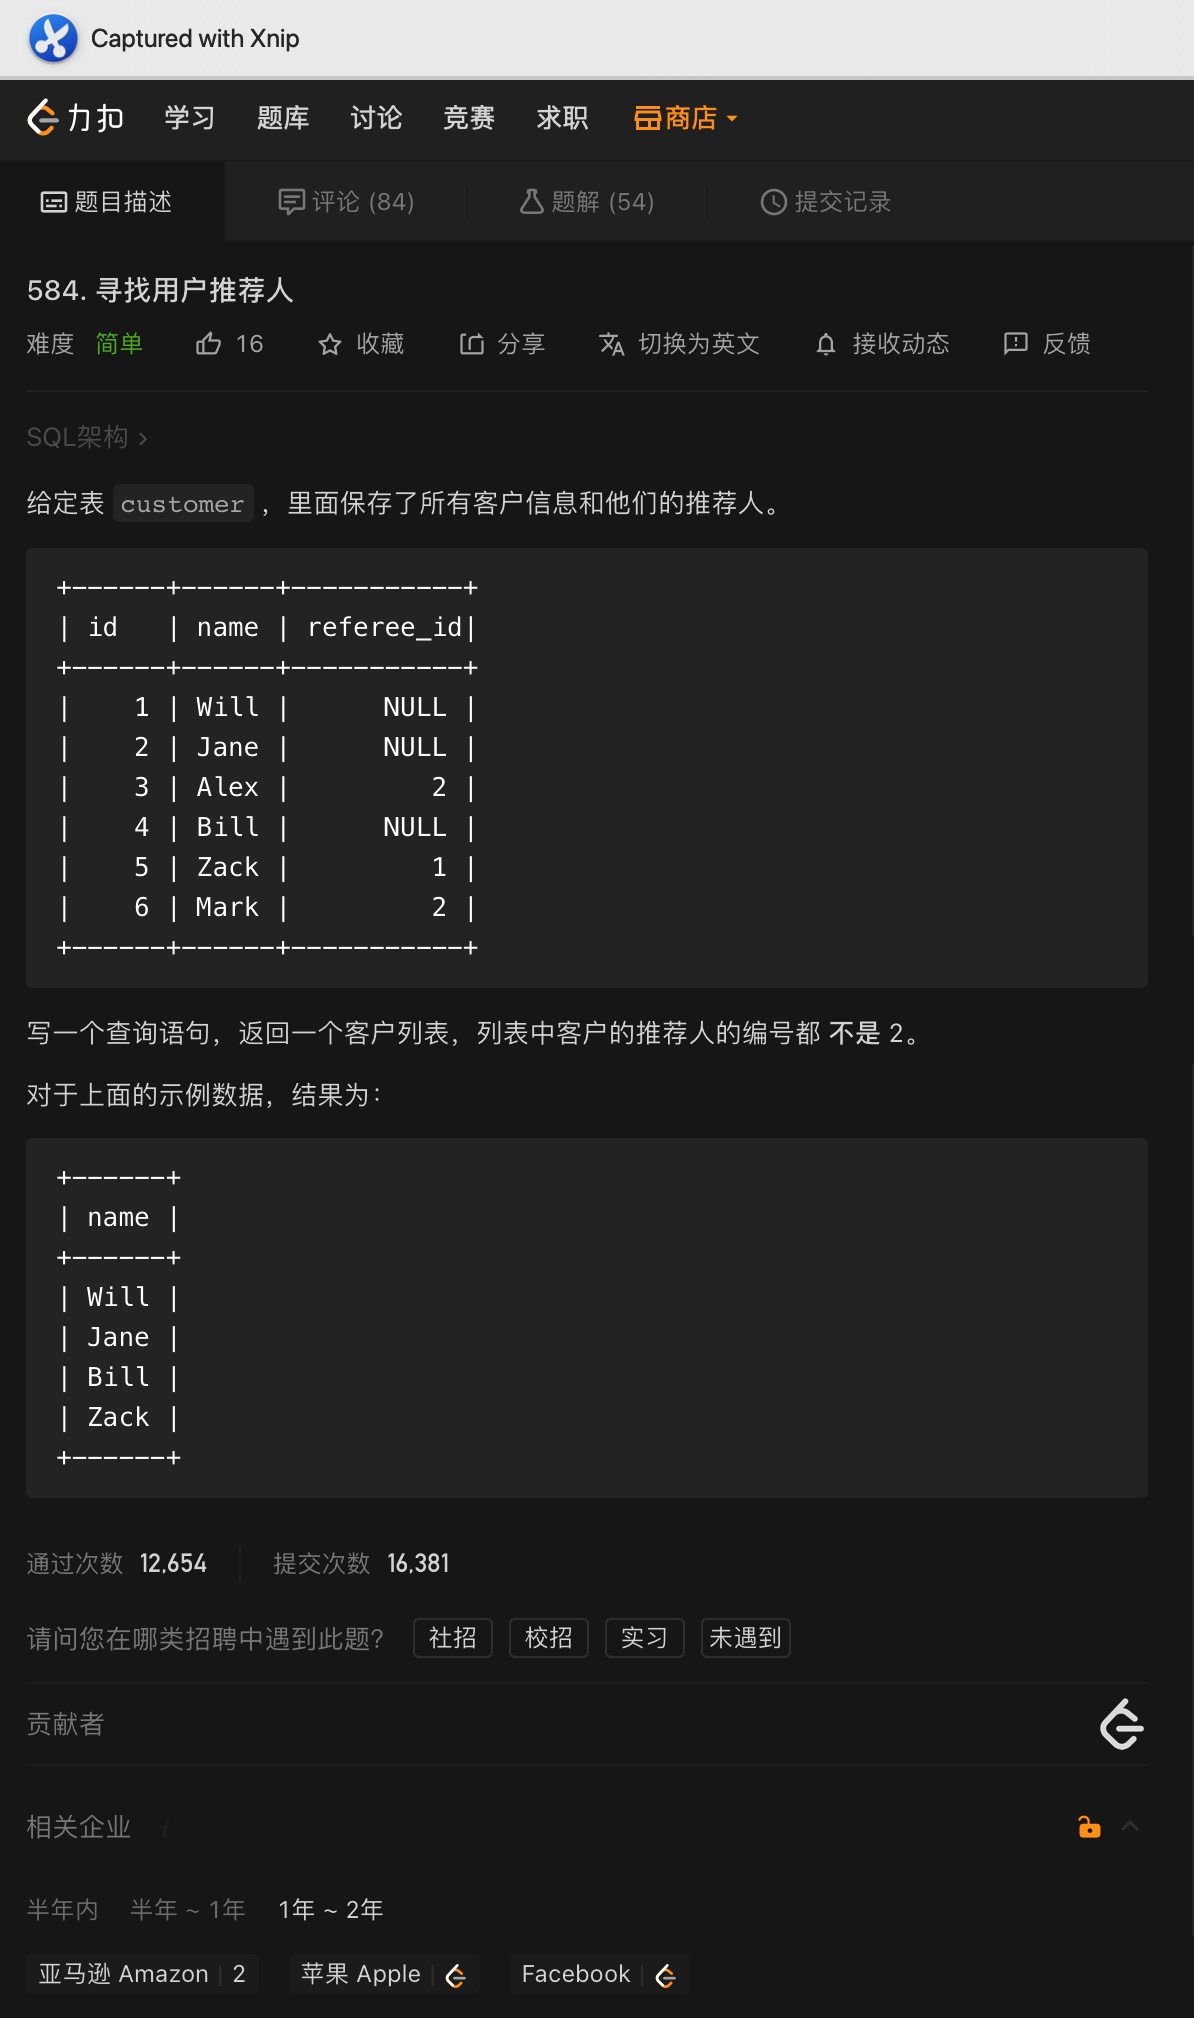 Captured with Xnip
力扣 学习 题库 讨论 竞赛 求职 商店
题目描述 评论 (84) 题解 (54) 提交记录
584. 寻找用户推荐人
难度 简单 16 收藏 分享 切换为英文 接收动态 反馈
SQL架构 ›
给定表 customer ，里面保存了所有客户信息和他们的推荐人。
+------+------+-----------+
| id   | name | referee_id|
+------+------+-----------+
|    1 | Will |      NULL |
|    2 | Jane |      NULL |
|    3 | Alex |         2 |
|    4 | Bill |      NULL |
|    5 | Zack |         1 |
|    6 | Mark |         2 |
+------+------+-----------+
写一个查询语句，返回一个客户列表，列表中客户的推荐人的编号都 不是 2。
对于上面的示例数据，结果为：
+------+
| name |
+------+
| Will |
| Jane |
| Bill |
| Zack |
+------+
通过次数 12,654 提交次数 16,381
请问您在哪类招聘中遇到此题？ 社招 校招 实习 未遇到
贡献者
相关企业 i
半年内 半年 ~ 1年 1年 ~ 2年
亚马逊 Amazon | 2 苹果 Apple | Facebook |